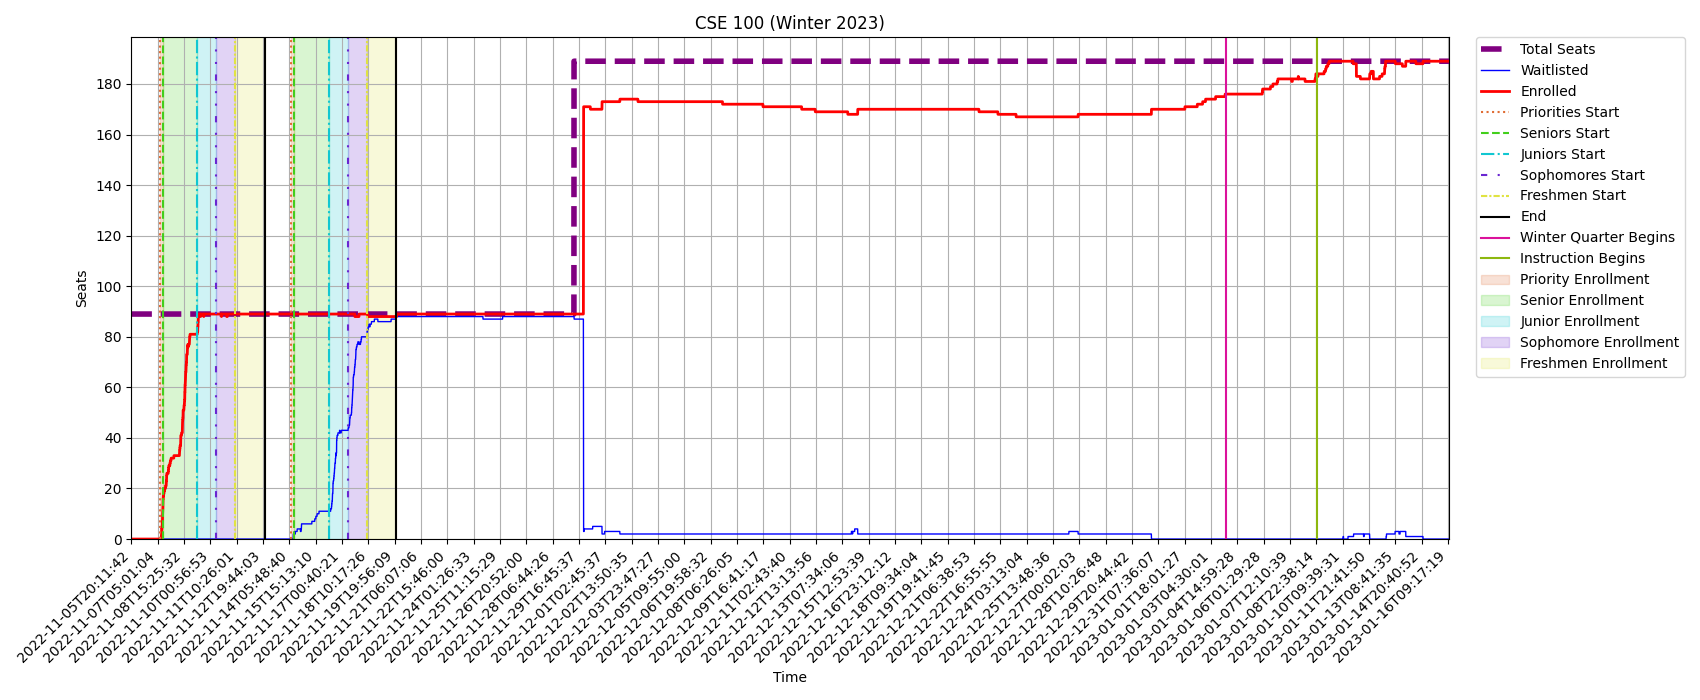 CSE 100 (Winter 2023)
Seats
180
160
140
120
100
80
60
40
20
0
2022-11-05T20:11:42
2022-11-07T05:01:04
2022-11-08T15:25:32
2022-11-10T00:56:53
2022-11-11T10:26:01
2022-11-12T19:44:03
2022-11-14T05:48:40
2022-11-15T15:13:10
2022-11-17T00:40:21
2022-11-18T10:17:26
2022-11-19T19:56:09
2022-11-21T06:07:06
2022-11-22T15:46:00
2022-11-24T01:26:33
2022-11-25T11:15:29
2022-11-26T20:52:00
2022-11-28T06:44:26
2022-11-29T16:45:37
2022-12-01T02:45:37
2022-12-02T13:50:35
2022-12-03T23:47:27
2022-12-05T09:55:00
2022-12-06T19:58:32
2022-12-08T06:26:05
2022-12-09T16:41:17
2022-12-11T02:43:40
2022-12-12T13:13:56
2022-12-13T07:34:06
2022-12-15T12:53:39
2022-12-16T23:12:12
2022-12-18T09:34:04
2022-12-19T19:41:45
2022-12-21T06:38:53
2022-12-22T16:55:55
2022-12-24T03:13:04
2022-12-25T13:48:36
2022-12-27T00:02:03
2022-12-28T10:26:48
2022-12-29T20:44:42
2022-12-31T07:36:07
2023-01-01T18:01:27
2023-01-03T04:30:01
2023-01-04T14:59:28
2023-01-06T01:29:28
2023-01-07T12:10:39
2023-01-08T22:38:14
2023-01-10T09:39:31
2023-01-11T21:41:50
2023-01-13T08:41:35
2023-01-14T20:40:52
2023-01-16T09:17:19
Time
Total Seats
Waitlisted
Enrolled
Priorities Start
Seniors Start
Juniors Start
Sophomores Start
Freshmen Start
End
Winter Quarter Begins
Instruction Begins
Priority Enrollment
Senior Enrollment
Junior Enrollment
Sophomore Enrollment
Freshmen Enrollment